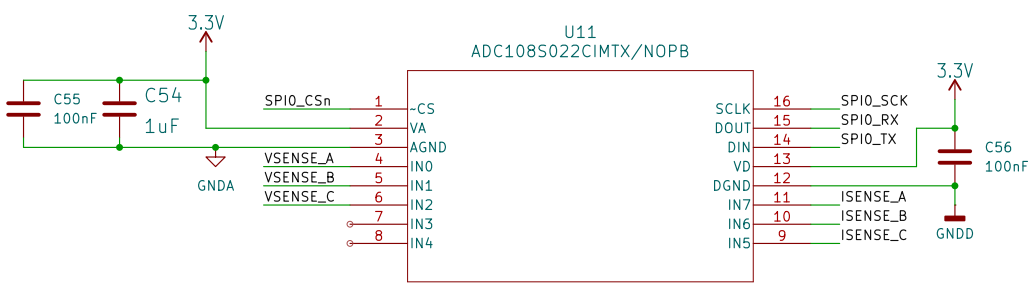 3.3V
U11
ADC108S022CIMTX/NOPB
C55
100nF
C54
1uF
3.3V
SPI0_CSn 1 ~CS
2 VA
3 AGND
VSENSE_A 4 IN0
VSENSE_B 5 IN1
VSENSE_C 6 IN2
7 IN3
8 IN4
GNDA
SCLK 16 SPI0_SCK
DOUT 15 SPI0_RX
DIN 14 SPI0_TX
VD 13
DGND 12
IN7 11 ISENSE_A
IN6 10 ISENSE_B
IN5 9 ISENSE_C
C56
100nF
GNDD